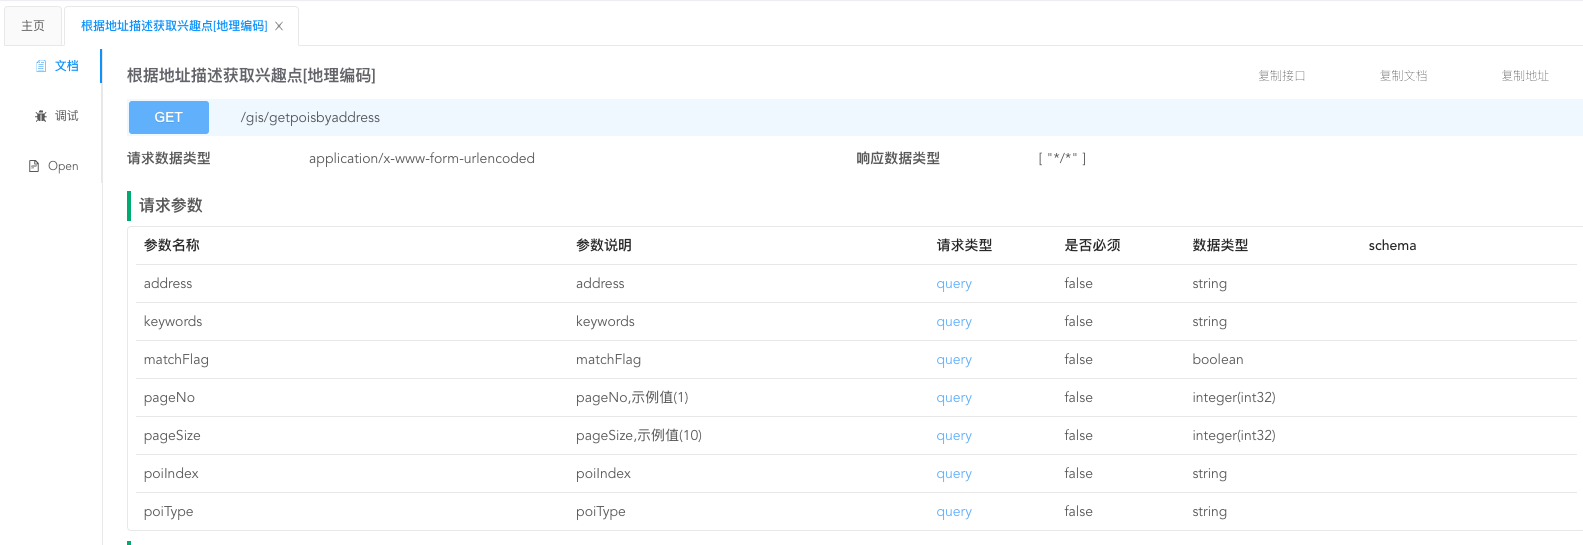 主页 根据地址描述获取兴趣点[地理编码] X
文档
调试
Open
根据地址描述获取兴趣点[地理编码] 复制接口 复制文档 复制地址
GET /gis/getpoisbyaddress
请求数据类型 application/x-www-form-urlencoded 响应数据类型 [ "*/*" ]
请求参数
参数名称 参数说明 请求类型 是否必须 数据类型 schema
address address query false string
keywords keywords query false string
matchFlag matchFlag query false boolean
pageNo pageNo,示例值(1) query false integer(int32)
pageSize pageSize,示例值(10) query false integer(int32)
poiIndex poiIndex query false string
poiType poiType query false string